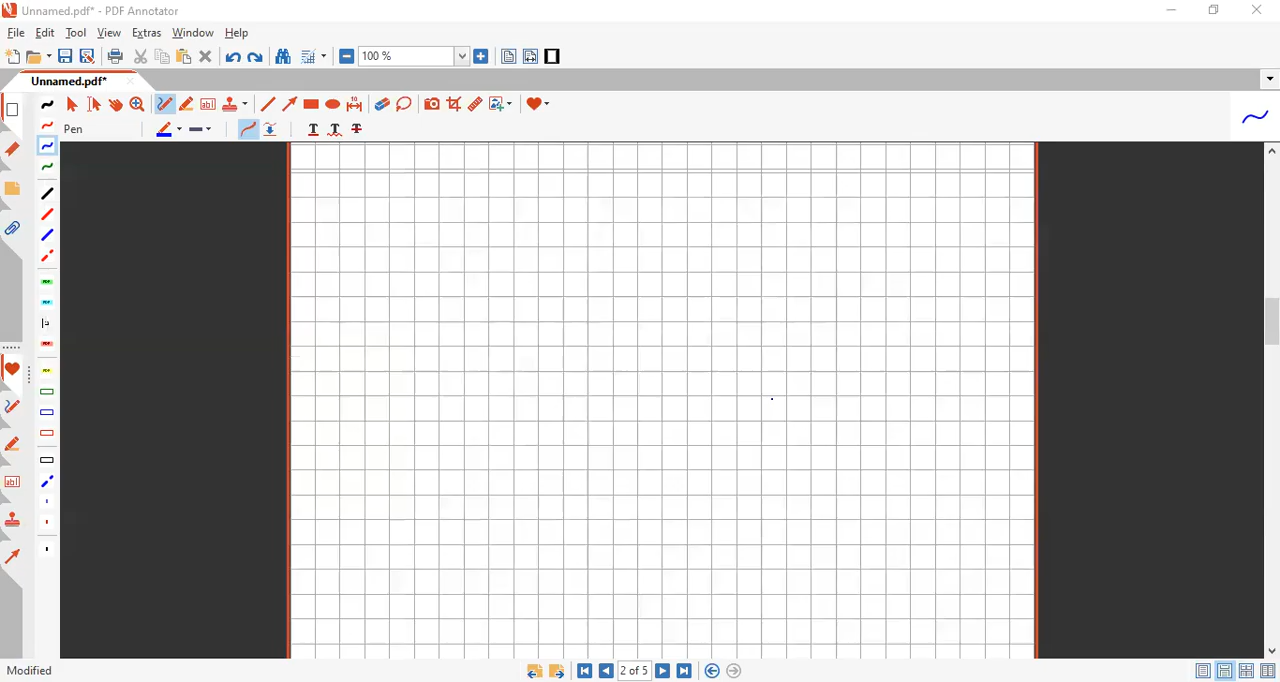 Unnamed.pdf* - PDF Annotator
File Edit Tool View Extras Window Help
100 %
Unnamed.pdf*
Pen
2 of 5
Modified